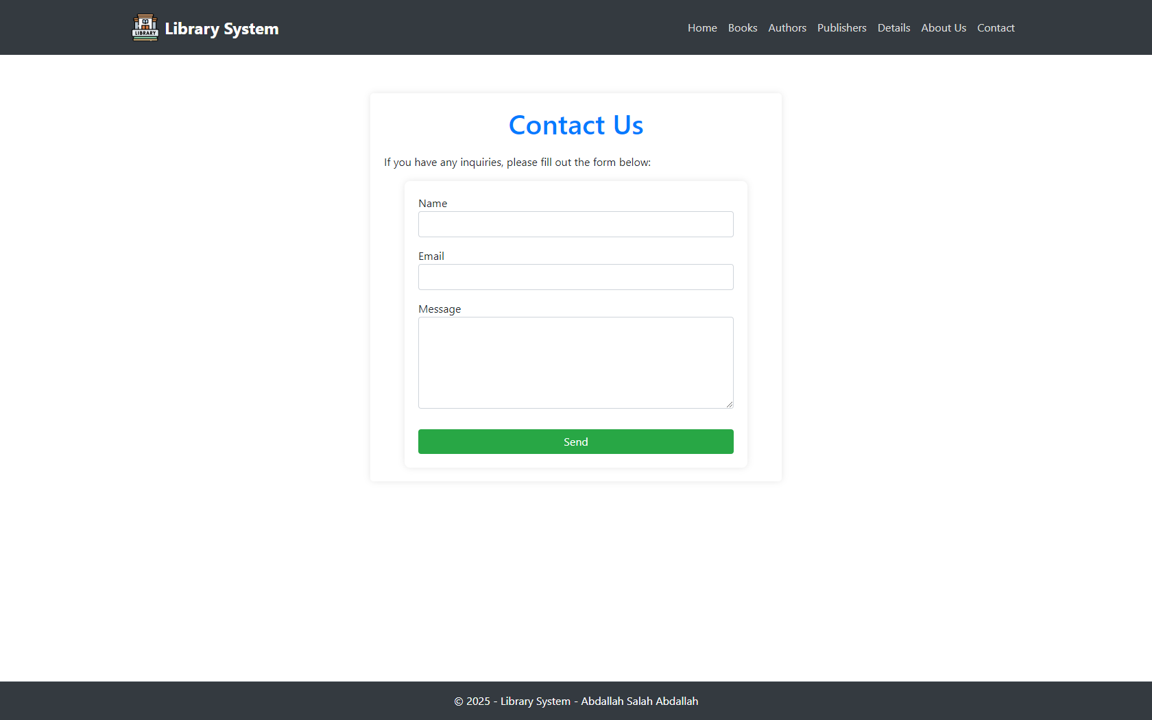 LIBRARY
Library System
Home Books Authors Publishers Details About Us Contact
Contact Us
If you have any inquiries, please fill out the form below:
Name
Email
Message
Send
© 2025 - Library System - Abdallah Salah Abdallah